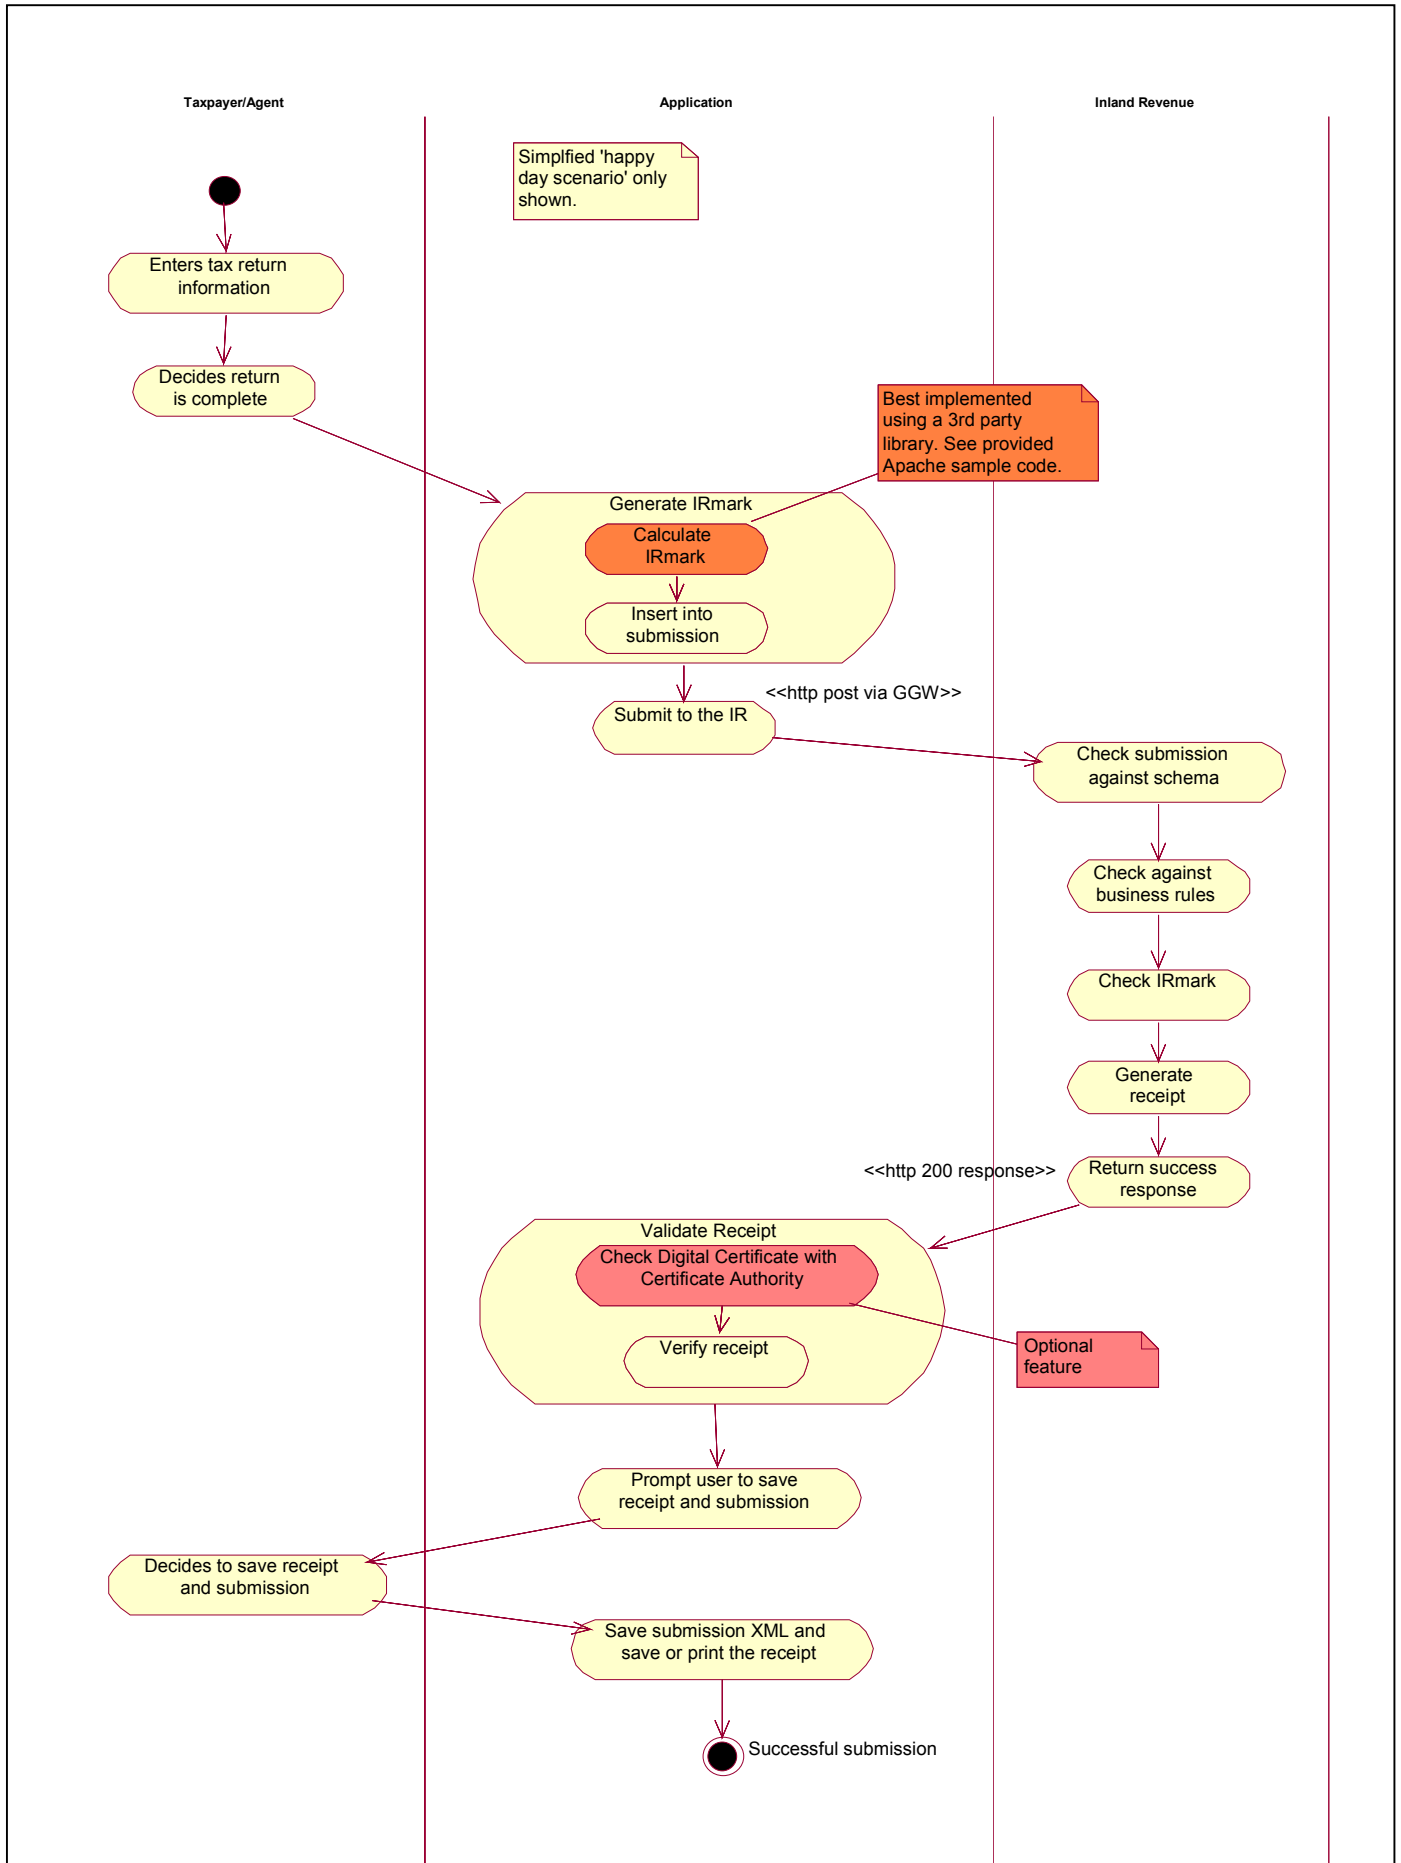 Taxpayer/Agent
Application
Inland Revenue
Simplfied 'happy
day scenario' only
shown.
Enters tax return
information
Decides return
is complete
Best implemented
using a 3rd party
library. See provided
Apache sample code.
Generate IRmark
Calculate
IRmark
Insert into
submission
<<http post via GGW>>
Submit to the IR
Check submission
against schema
Check against
business rules
Check IRmark
Generate
receipt
<<http 200 response>>
Return success
response
Validate Receipt
Check Digital Certificate with
Certificate Authority
Verify receipt
Optional
feature
Prompt user to save
receipt and submission
Decides to save receipt
and submission
Save submission XML and
save or print the receipt
Successful submission